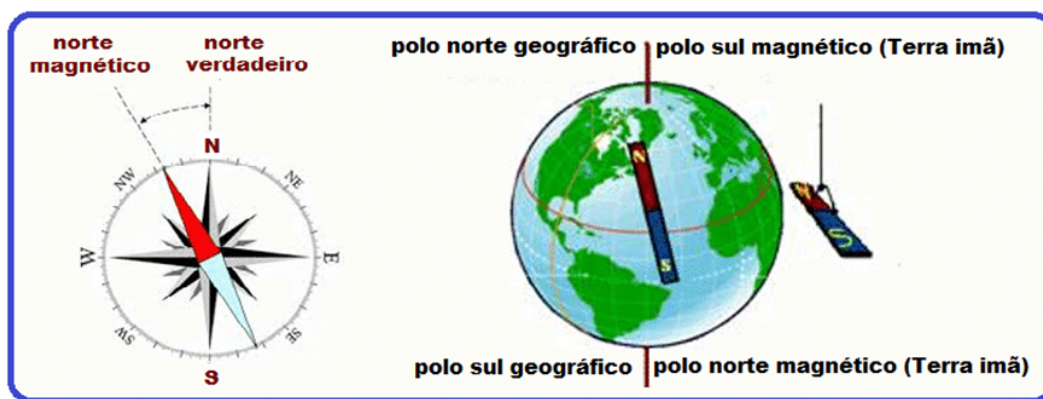 norte
magnético
norte
verdadeiro
N
NW
NE
W
E
SW
SE
S
polo norte geográfico
polo sul magnético (Terra imã)
N
S
N
S
polo sul geográfico
polo norte magnético (Terra imã)